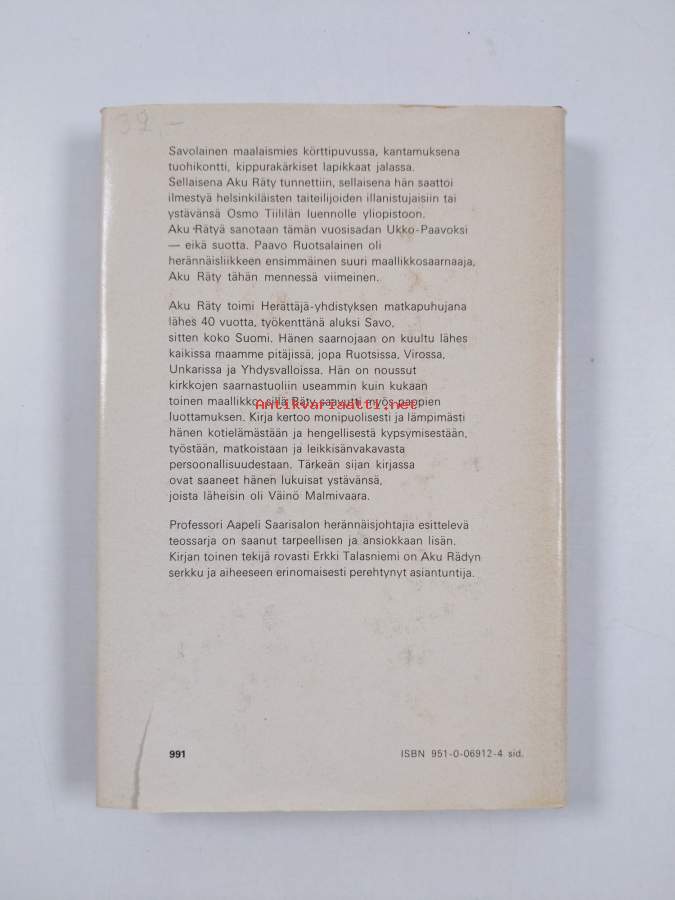 39,-
Savolainen maalaismies körttipuvussa, kantamuksena
tuohikontti, kippurakärkiset lapikkaat jalassa.
Sellaisena Aku Räty tunnettiin, sellaisena hän saattoi
ilmestyä helsinkiläisten taiteilijoiden illanistujaisiin tai
ystävänsä Osmo Tiililän luennolle yliopistoon.
Aku Rätyä sanotaan tämän vuosisadan Ukko-Paavoksi
— eikä suotta. Paavo Ruotsalainen oli
herännäisliikkeen ensimmäinen suuri maallikkosaarnaaja,
Aku Räty tähän mennessä viimeinen.
Aku Räty toimi Herättäjä-yhdistyksen matkapuhujana
lähes 40 vuotta, työkenttänä aluksi Savo,
sitten koko Suomi. Hänen saarnojaan on kuultu lähes
kaikissa maamme pitäjissä, jopa Ruotsissa, Virossa,
Unkarissa ja Yhdysvalloissa. Hän on noussut
kirkkojen saarnastuoliin useammin kuin kukaan
toinen maallikko, sillä Räty saavutti myös pappien
Antikvariaatti.net
luottamuksen. Kirja kertoo monipuolisesti ja lämpimästi
hänen kotielämästään ja hengellisestä kypsymisestään,
työstään, matkoistaan ja leikkisänvakavasta
persoonallisuudestaan. Tärkeän sijan kirjassa
ovat saaneet hänen lukuisat ystävänsä,
joista läheisin oli Väinö Malmivaara.
Professori Aapeli Saarisalon herännäisjohtajia esittelevä
teossarja on saanut tarpeellisen ja ansiokkaan lisän.
Kirjan toinen tekijä rovasti Erkki Talasniemi on Aku Rädyn
serkku ja aiheeseen erinomaisesti perehtynyt asiantuntija.
991
ISBN 951-0-06912-4 sid.